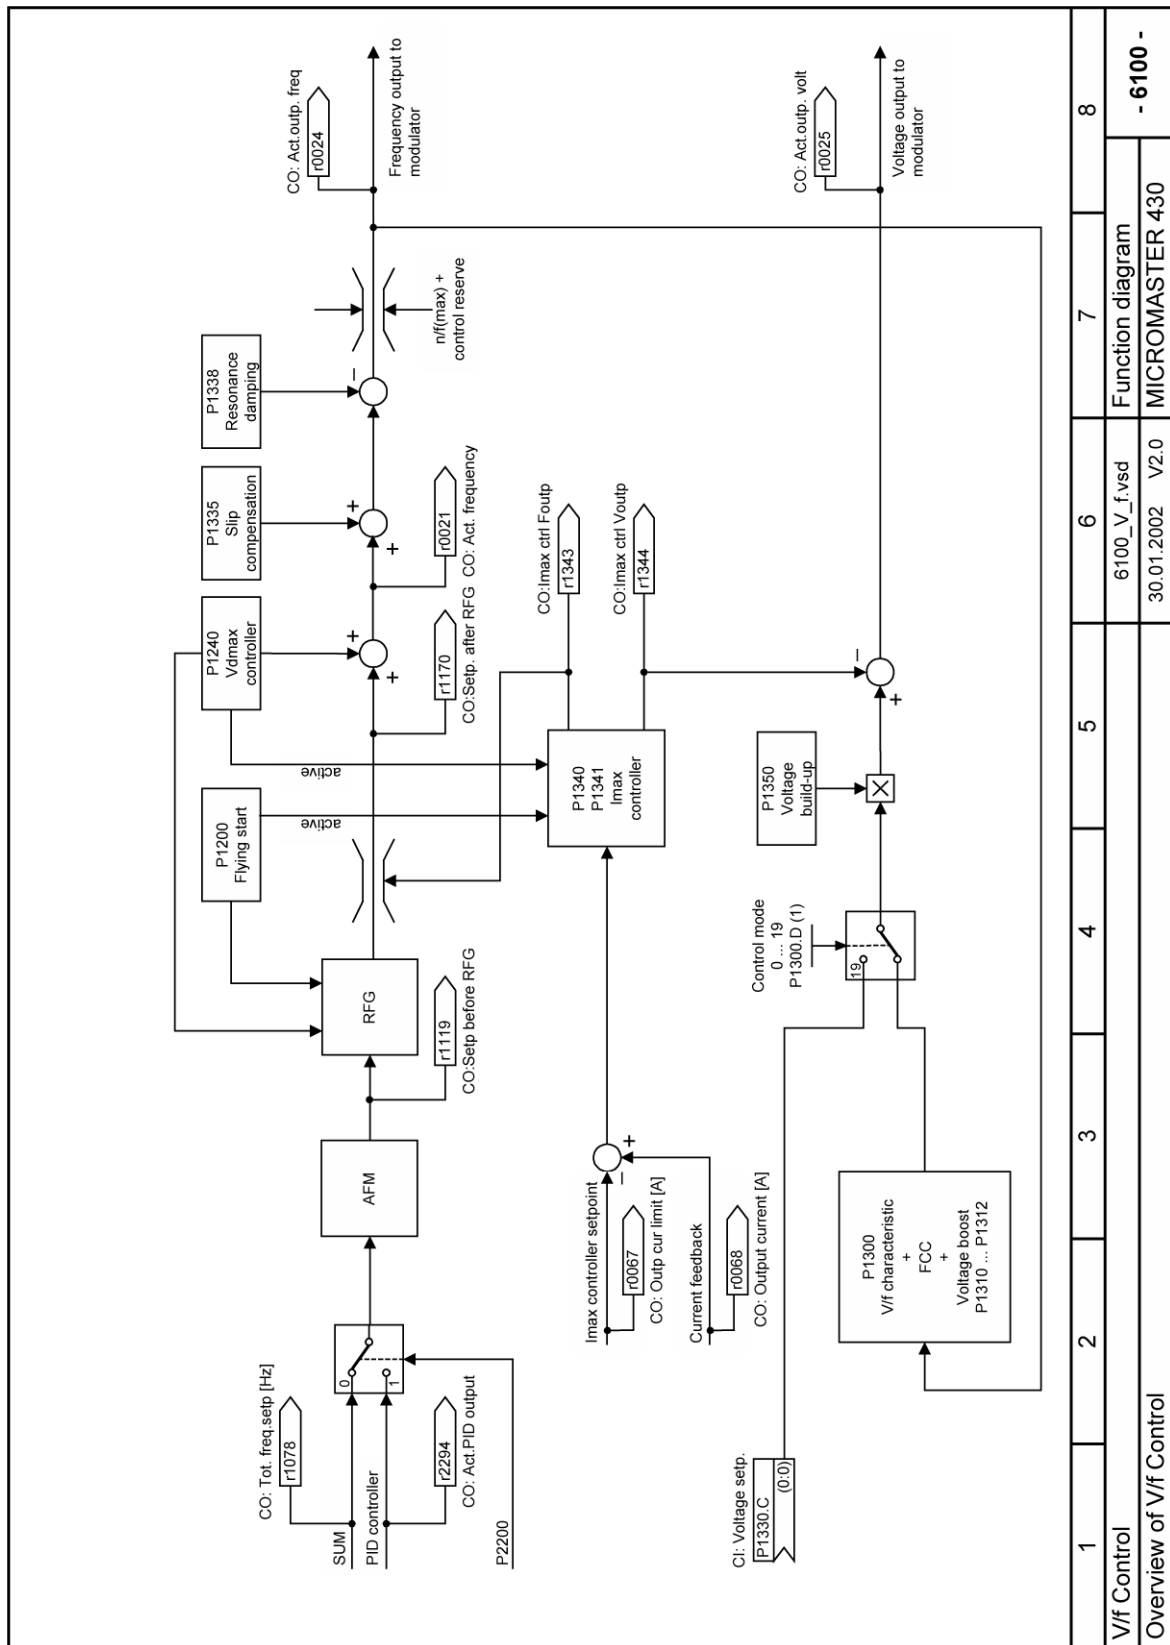 CO: Tot. freq.setp [Hz]
r1078
SUM
PID controller
r2294
CO: Act.PID output
P2200
0
1
AFM
r1119
CO:Setp before RFG
RFG
P1200
Flying start
active
P1240
Vdmax
controller
active
r1170
CO:Setp. after RFG
+
+
P1335
Slip
compensation
r0021
CO: Act. frequency
+
+
P1338
Resonance
damping
–
n/f(max) +
control reserve
CO: Act.outp. freq
r0024
Frequency output to
modulator
Imax controller setpoint
r0067
CO: Outp cur limit [A]
Current feedback
r0068
CO: Output current [A]
–
+
P1340
P1341
Imax
controller
CO:Imax ctrl Foutp
r1343
CO:Imax ctrl Voutp
r1344
CI: Voltage setp.
P1330.C
(0:0)
P1300
V/f characteristic
+
FCC
+
Voltage boost
P1310 ... P1312
Control mode
0 ... 19
P1300.D (1)
19
P1350
Voltage
build-up
X
+
–
CO: Act.outp. volt
r0025
Voltage output to
modulator
1
2
3
4
5
6
7
8
V/f Control
6100_V_f.vsd
Function diagram
- 6100 -
Overview of V/f Control
30.01.2002 V2.0
MICROMASTER 430